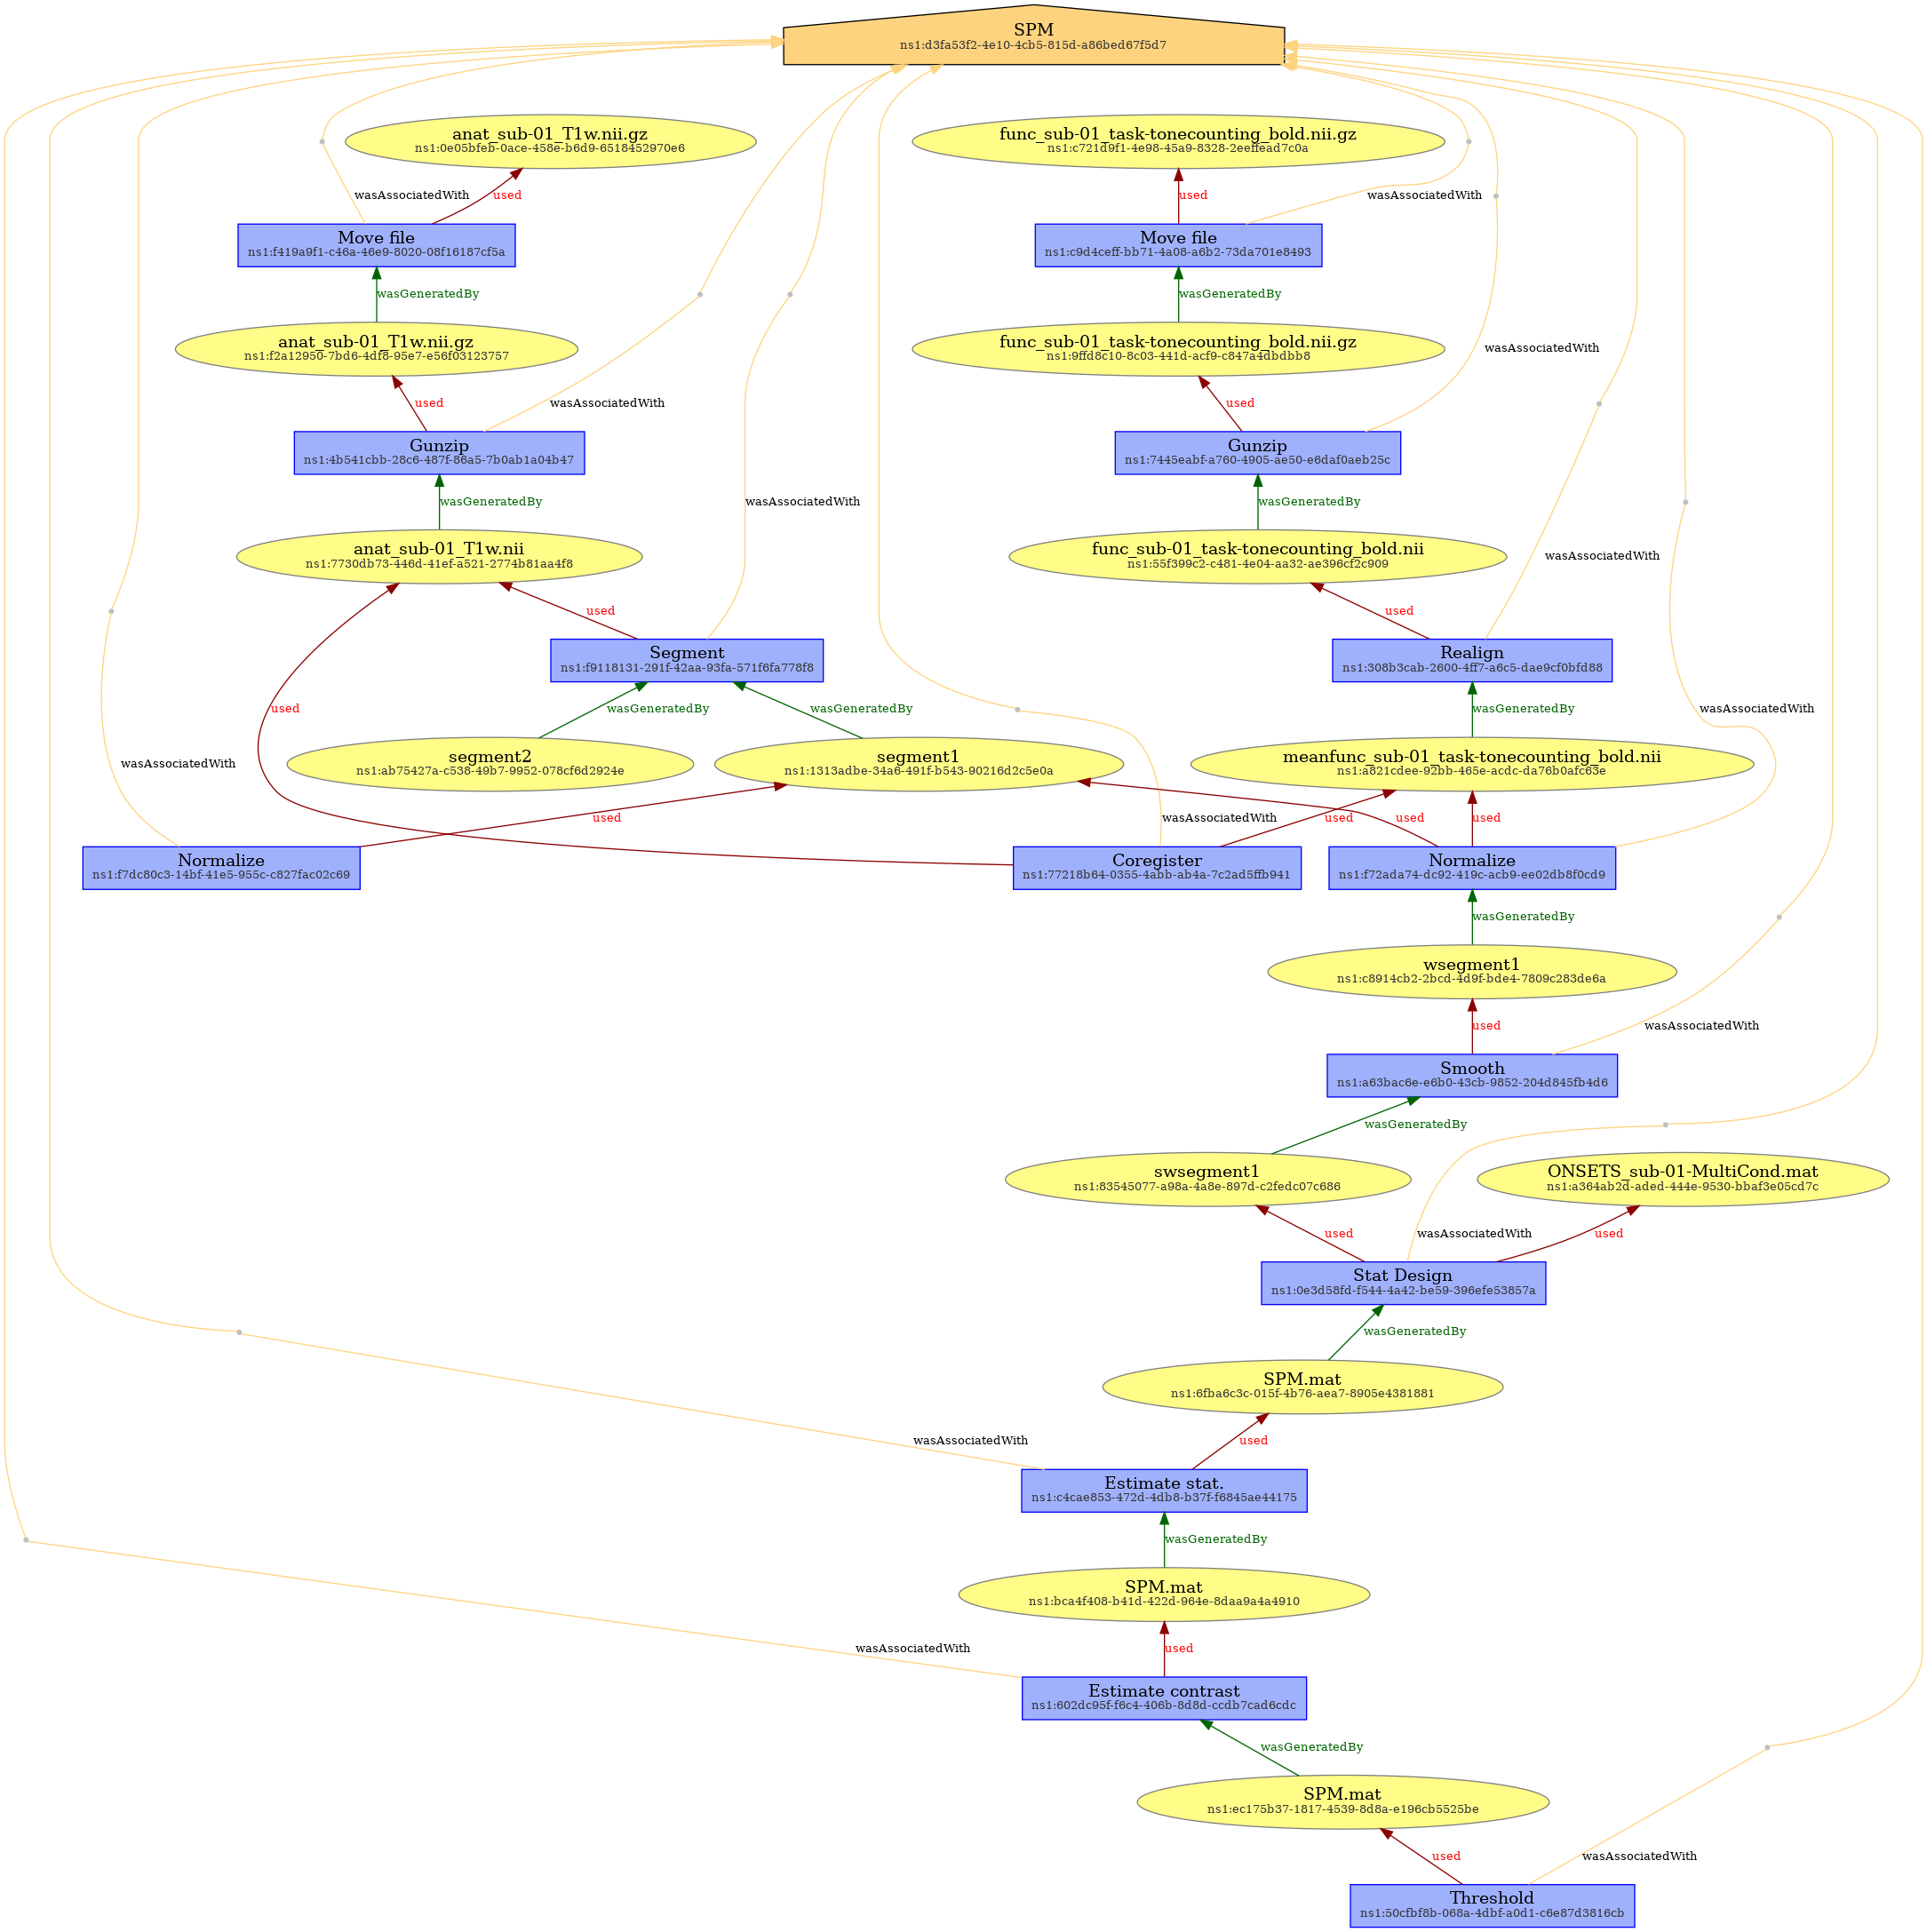 SPM
ns1:d3fa53f2-4e10-4cb5-815d-a86bed67f5d7
anat_sub-01_T1w.nii.gz
ns1:0e05bfeb-0ace-458e-b6d9-6518452970e6
func_sub-01_task-tonecounting_bold.nii.gz
ns1:c721d9f1-4e98-45a9-8328-2eeffead7c0a
wasAssociatedWith
used
used
wasAssociatedWith
Move file
ns1:f419a9f1-c46a-46e9-8020-08f16187cf5a
Move file
ns1:c9d4ceff-bb71-4a08-a6b2-73da701e8493
wasGeneratedBy
wasGeneratedBy
anat_sub-01_T1w.nii.gz
ns1:f2a12950-7bd6-4df8-95e7-e56f03123757
func_sub-01_task-tonecounting_bold.nii.gz
ns1:9ffd8c10-8c03-441d-acf9-c847a4dbdbb8
wasAssociatedWith
used
wasAssociatedWith
used
Gunzip
ns1:4b541cbb-28c6-487f-86a5-7b0ab1a04b47
Gunzip
ns1:7445eabf-a760-4905-ae50-e6daf0aeb25c
wasGeneratedBy
wasAssociatedWith
wasGeneratedBy
anat_sub-01_T1w.nii
ns1:7730db73-446d-41ef-a521-2774b81aa4f8
func_sub-01_task-tonecounting_bold.nii
ns1:55f399c2-c481-4e04-aa32-ae396cf2c909
wasAssociatedWith
used
used
Segment
ns1:f9118131-291f-42aa-93fa-571f6fa778f8
Realign
ns1:308b3cab-2600-4ff7-a6c5-dae9cf0bfd88
used
wasGeneratedBy
wasGeneratedBy
wasGeneratedBy
wasAssociatedWith
segment2
ns1:ab75427a-c538-49b7-9952-078cf6d2924e
segment1
ns1:1313adbe-34a6-491f-b543-90216d2c5e0a
meanfunc_sub-01_task-tonecounting_bold.nii
ns1:a821cdee-92bb-465e-acdc-da76b0afc63e
wasAssociatedWith
used
wasAssociatedWith
used
used
used
Normalize
ns1:f7dc80c3-14bf-41e5-955c-c827fac02c69
Coregister
ns1:77218b64-0355-4abb-ab4a-7c2ad5ffb941
Normalize
ns1:f72ada74-dc92-419c-acb9-ee02db8f0cd9
wasGeneratedBy
wsegment1
ns1:c8914cb2-2bcd-4d9f-bde4-7809c283de6a
used
wasAssociatedWith
Smooth
ns1:a63bac6e-e6b0-43cb-9852-204d845fb4d6
wasGeneratedBy
swsegment1
ns1:83545077-a98a-4a8e-897d-c2fedc07c686
ONSETS_sub-01-MultiCond.mat
ns1:a364ab2d-aded-444e-9530-bbaf3e05cd7c
used
wasAssociatedWith
used
Stat Design
ns1:0e3d58fd-f544-4a42-be59-396efe53857a
wasGeneratedBy
SPM.mat
ns1:6fba6c3c-015f-4b76-aea7-8905e4381881
wasAssociatedWith
used
Estimate stat.
ns1:c4cae853-472d-4db8-b37f-f6845ae44175
wasGeneratedBy
SPM.mat
ns1:bca4f408-b41d-422d-964e-8daa9a4a4910
wasAssociatedWith
used
Estimate contrast
ns1:602dc95f-f6c4-406b-8d8d-ccdb7cad6cdc
wasGeneratedBy
SPM.mat
ns1:ec175b37-1817-4539-8d8a-e196cb5525be
used
wasAssociatedWith
Threshold
ns1:50cfbf8b-068a-4dbf-a0d1-c6e87d3816cb